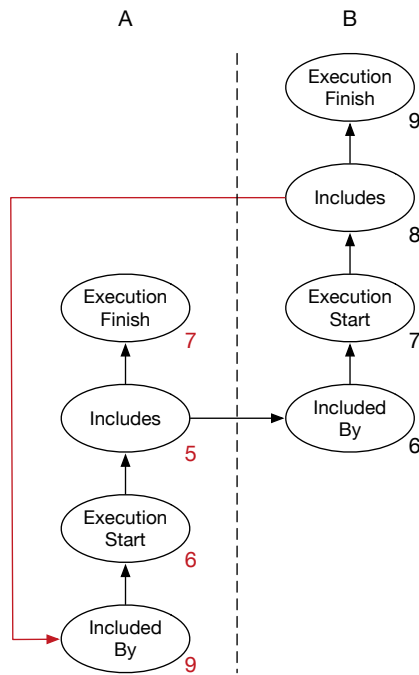 A
B
Execution
Finish
9
Includes
8
Execution
Start
7
Included
By
6
Execution
Finish
7
Includes
5
Execution
Start
6
Included
By
9